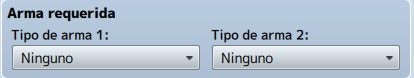 Arma requerida
Tipo de arma 1: Tipo de arma 2:
Ninguno Ninguno